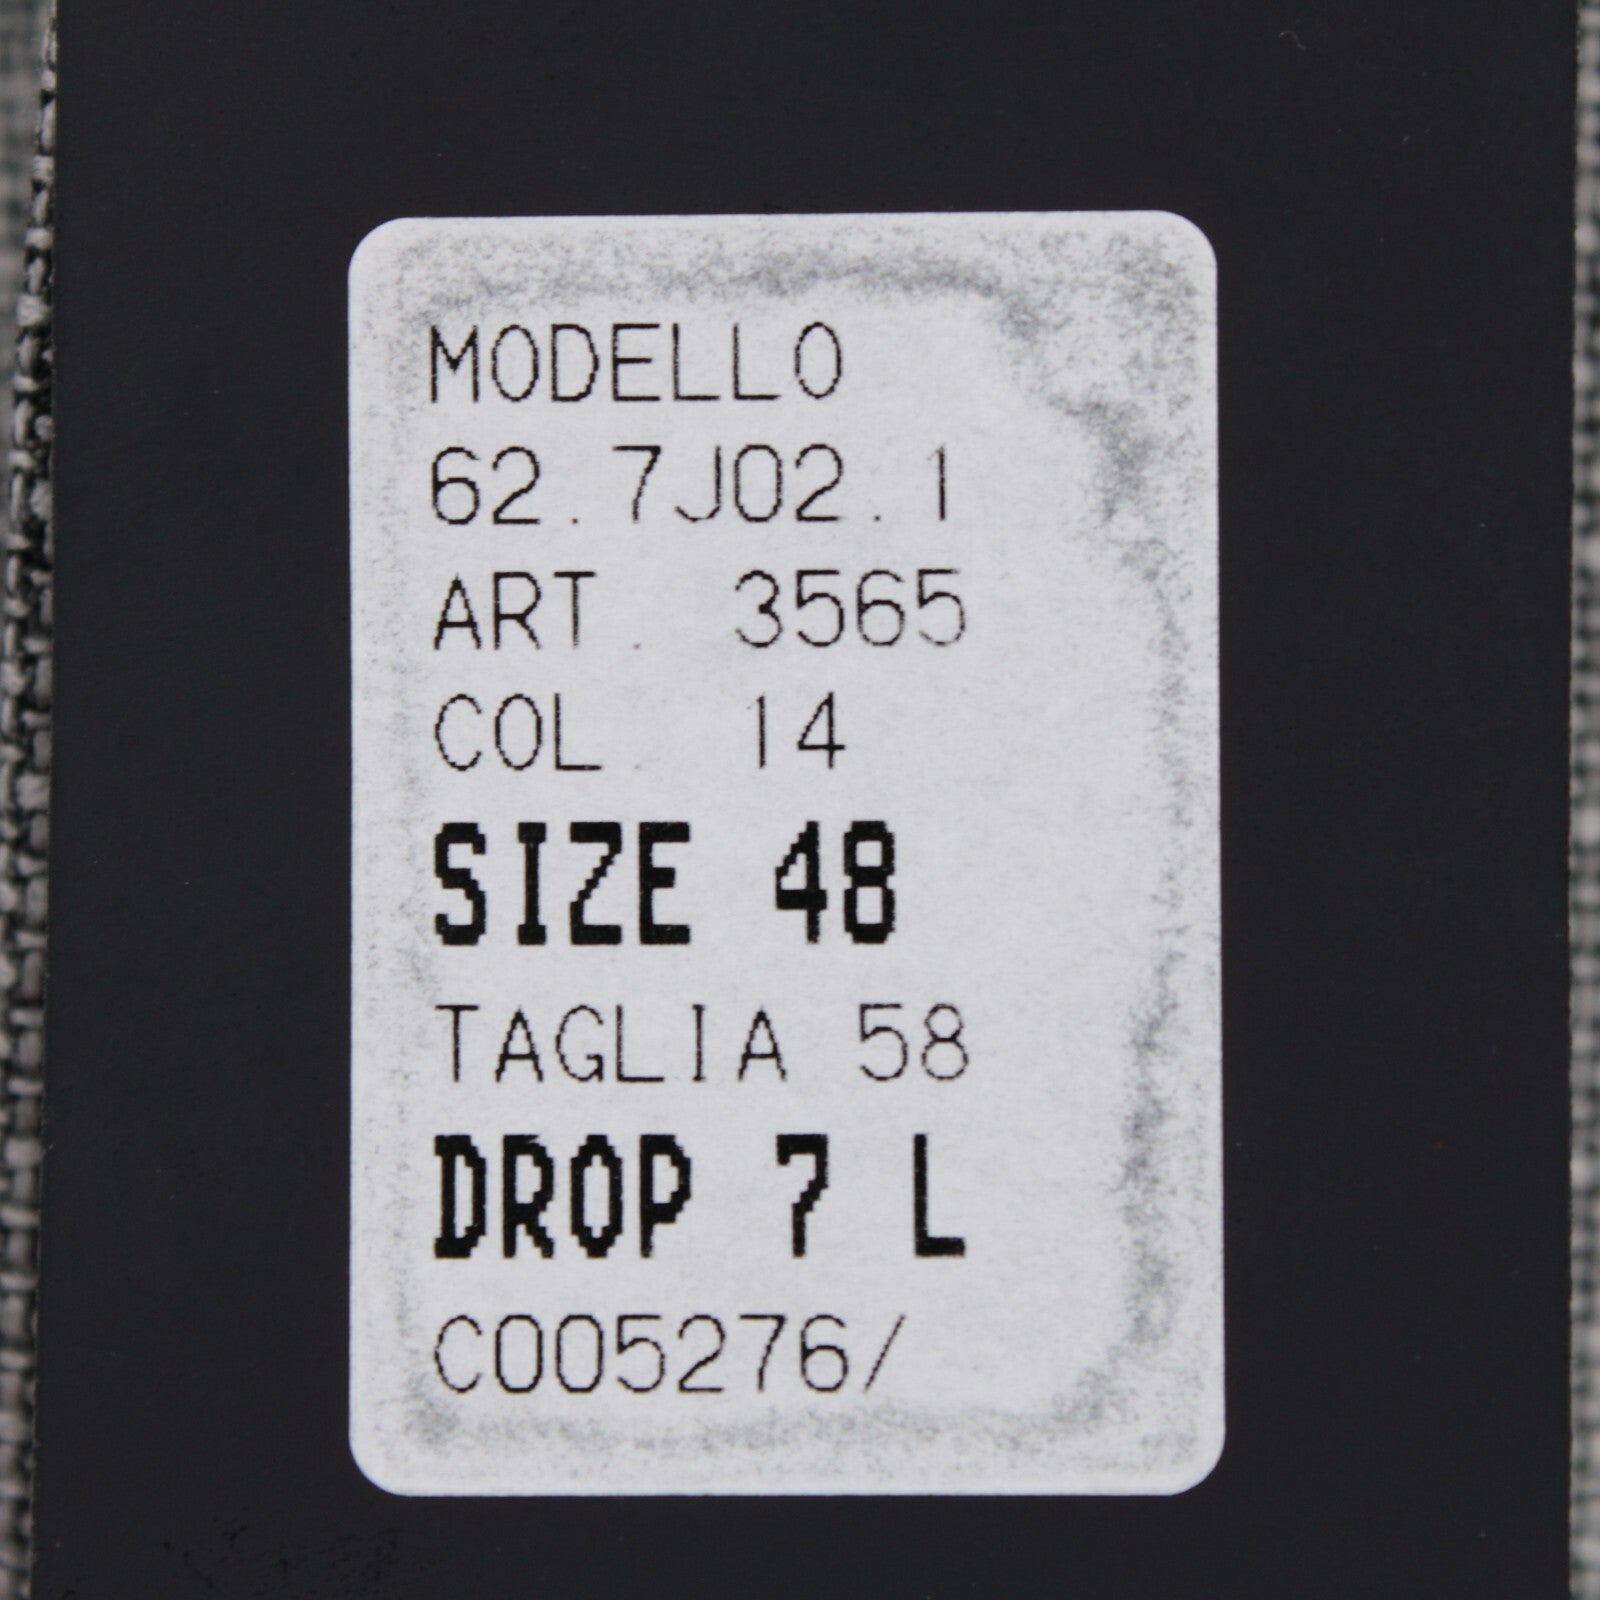 MODELLO
62.7J02.1
ART. 3565
COL. 14
SIZE 48
TAGLIA 58
DROP 7 L
C005276/